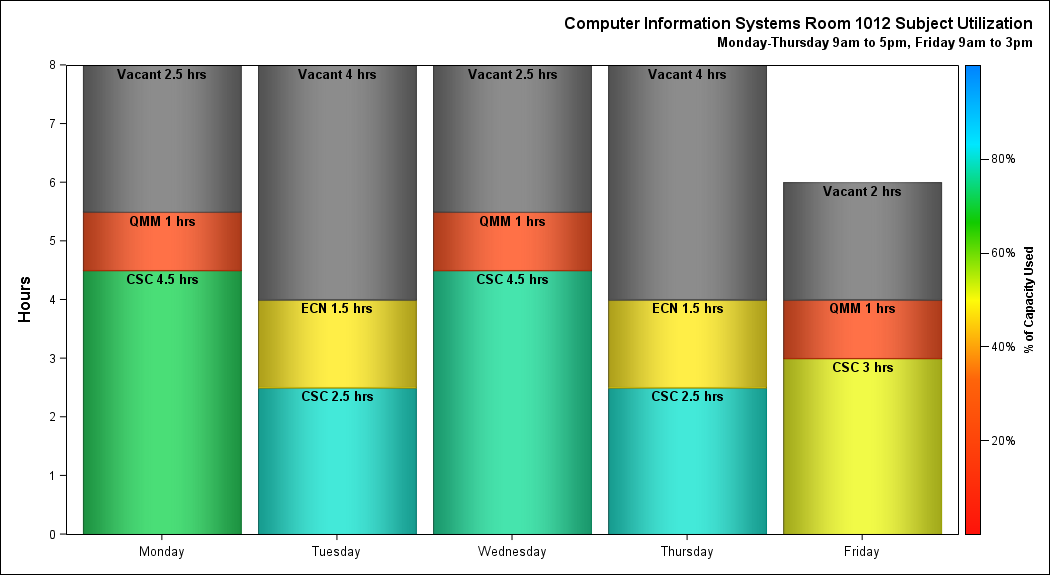 Computer Information Systems Room 1012 Subject Utilization
Monday-Thursday 9am to 5pm, Friday 9am to 3pm
Hours
8
7
6
5
4
3
2
1
0
Vacant 2.5 hrs
QMM 1 hrs
CSC 4.5 hrs
Monday
Vacant 4 hrs
ECN 1.5 hrs
CSC 2.5 hrs
Tuesday
Vacant 2.5 hrs
QMM 1 hrs
CSC 4.5 hrs
Wednesday
Vacant 4 hrs
ECN 1.5 hrs
CSC 2.5 hrs
Thursday
Vacant 2 hrs
QMM 1 hrs
CSC 3 hrs
Friday
80%
60%
40%
20%
% of Capacity Used